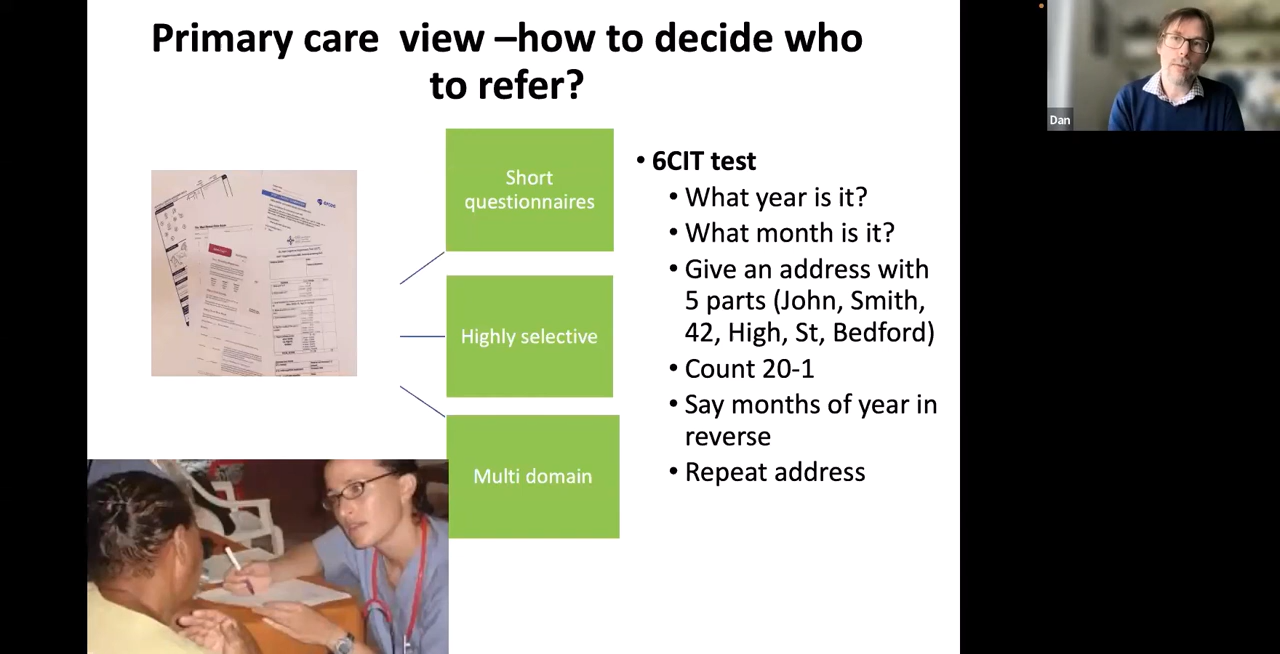 Primary care view –how to decide who
to refer?
Short
questionnaires
Highly selective
Multi domain
• 6CIT test
• What year is it?
• What month is it?
• Give an address with
5 parts (John, Smith,
42, High, St, Bedford)
• Count 20-1
• Say months of year in
reverse
• Repeat address
Dan